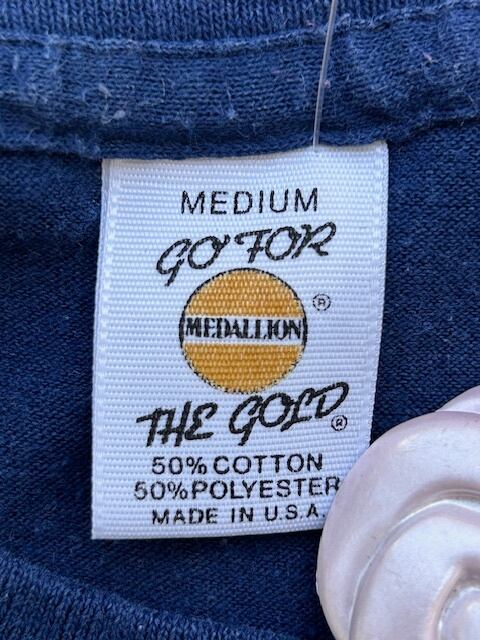 MEDIUM
GO FOR
®
MEDALLION
THE GOLD®
50% COTTON
50% POLYESTER
MADE IN U.S.A